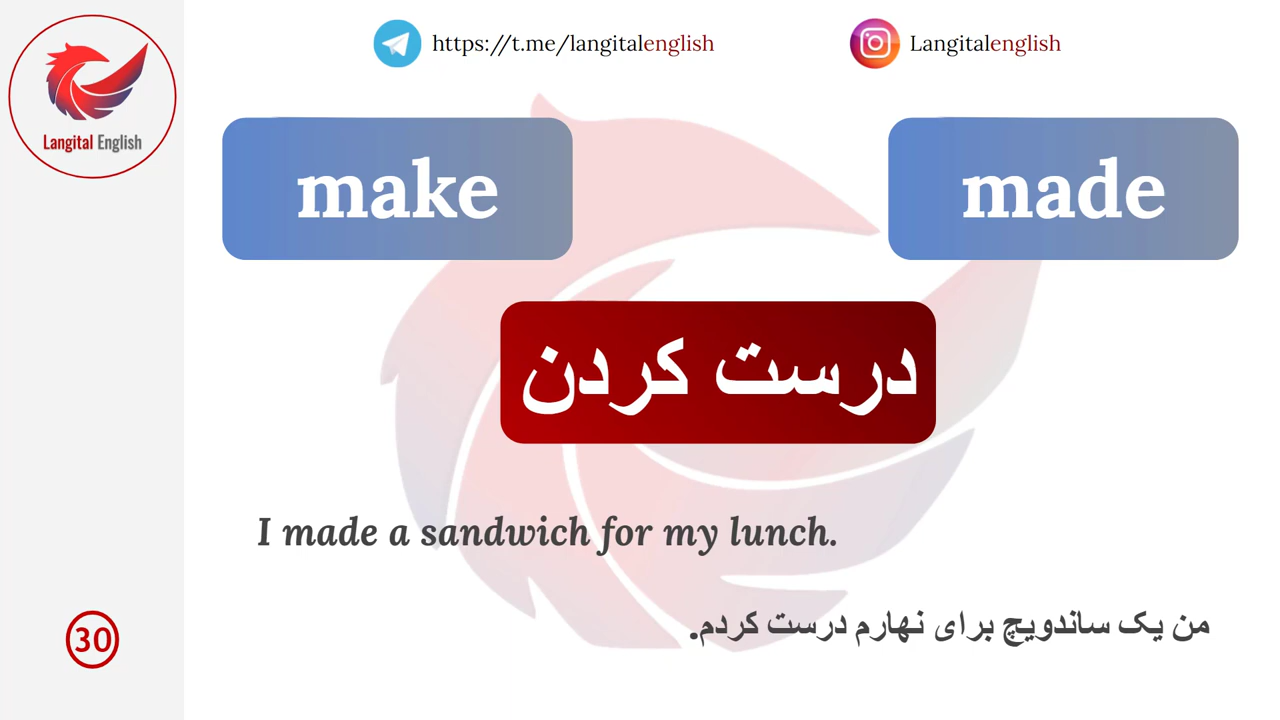 https://t.me/langitalenglish
Langitalenglish
Langital English
make
made
درست کردن
I made a sandwich for my lunch.
من یک ساندویچ برای نهارم درست کردم.
30